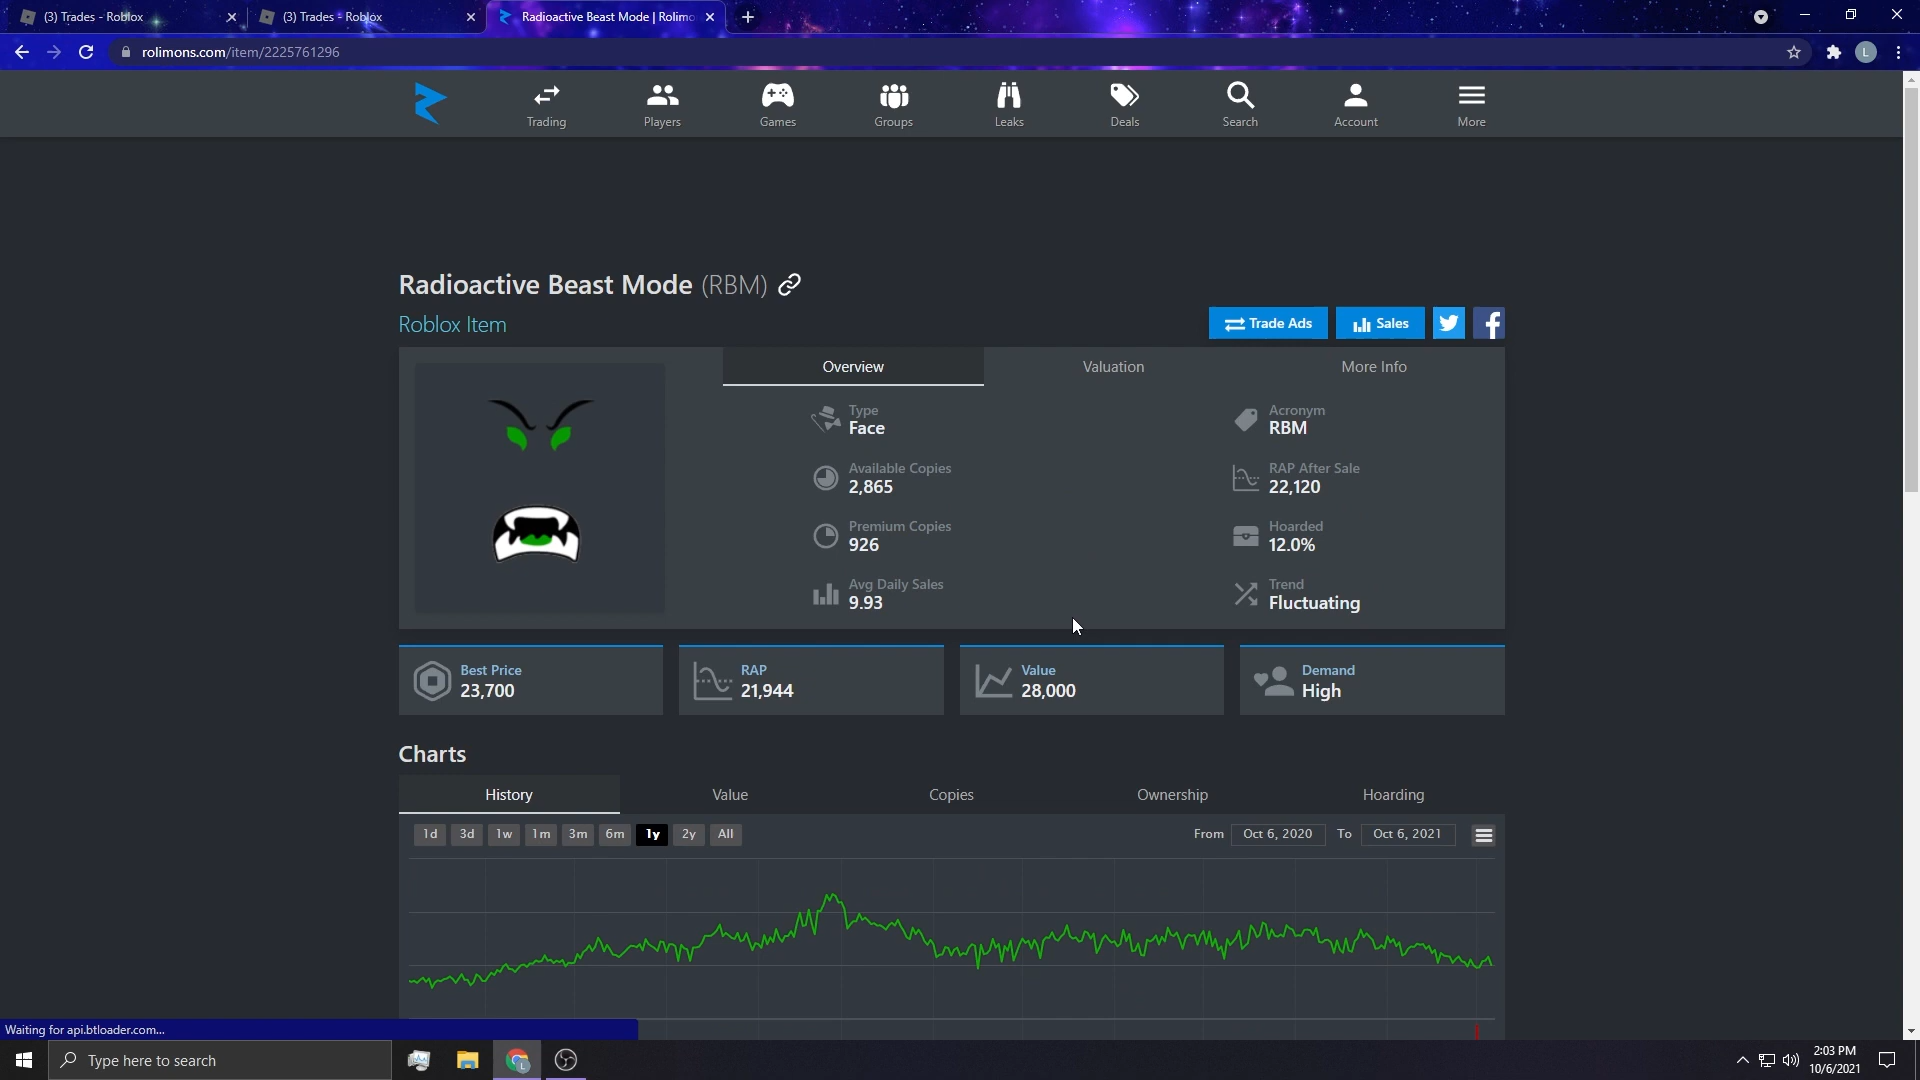 (3) Trades - Roblox
(3) Trades - Roblox
Radioactive Beast Mode | Rolimo
rolimons.com/item/2225761296
L
Trading
Players
Games
Groups
Leaks
Deals
Search
Account
More
Radioactive Beast Mode (RBM)
Roblox Item
Trade Ads
Sales
Overview
Valuation
More Info
Type
Face
Acronym
RBM
Available Copies
2,865
RAP After Sale
22,120
Premium Copies
926
Hoarded
12.0%
Avg Daily Sales
9.93
Trend
Fluctuating
Best Price
23,700
RAP
21,944
Value
28,000
Demand
High
Charts
History
Value
Copies
Ownership
Hoarding
1d 3d 1w 1m 3m 6m 1y 2y All
From Oct 6, 2020 To Oct 6, 2021
Waiting for api.btloader.com...
Type here to search
2:03 PM
10/6/2021